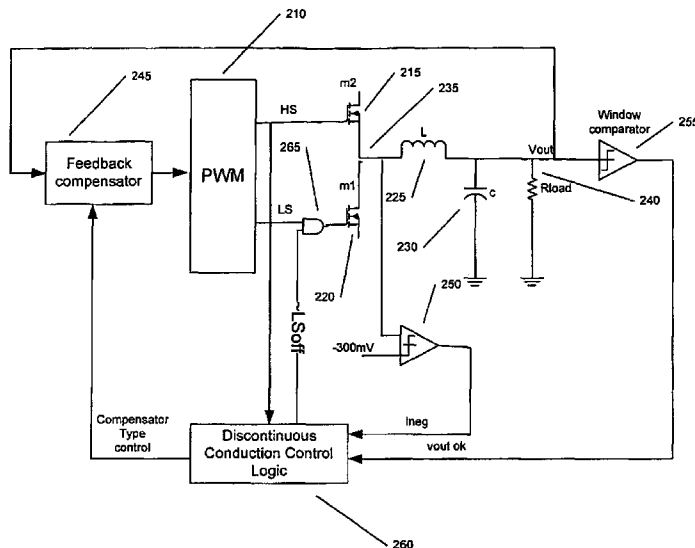 210
245
m2
215
235
Window
comparator
255
HS
265
L
Vout
Feedback
compensator
PWM
m1
225
C
Rload
240
LS
230
220
250
~LSoff
-300mV
Compensator
Type
control
Discontinuous
Conduction Control
Logic
Ineg
vout ok
260